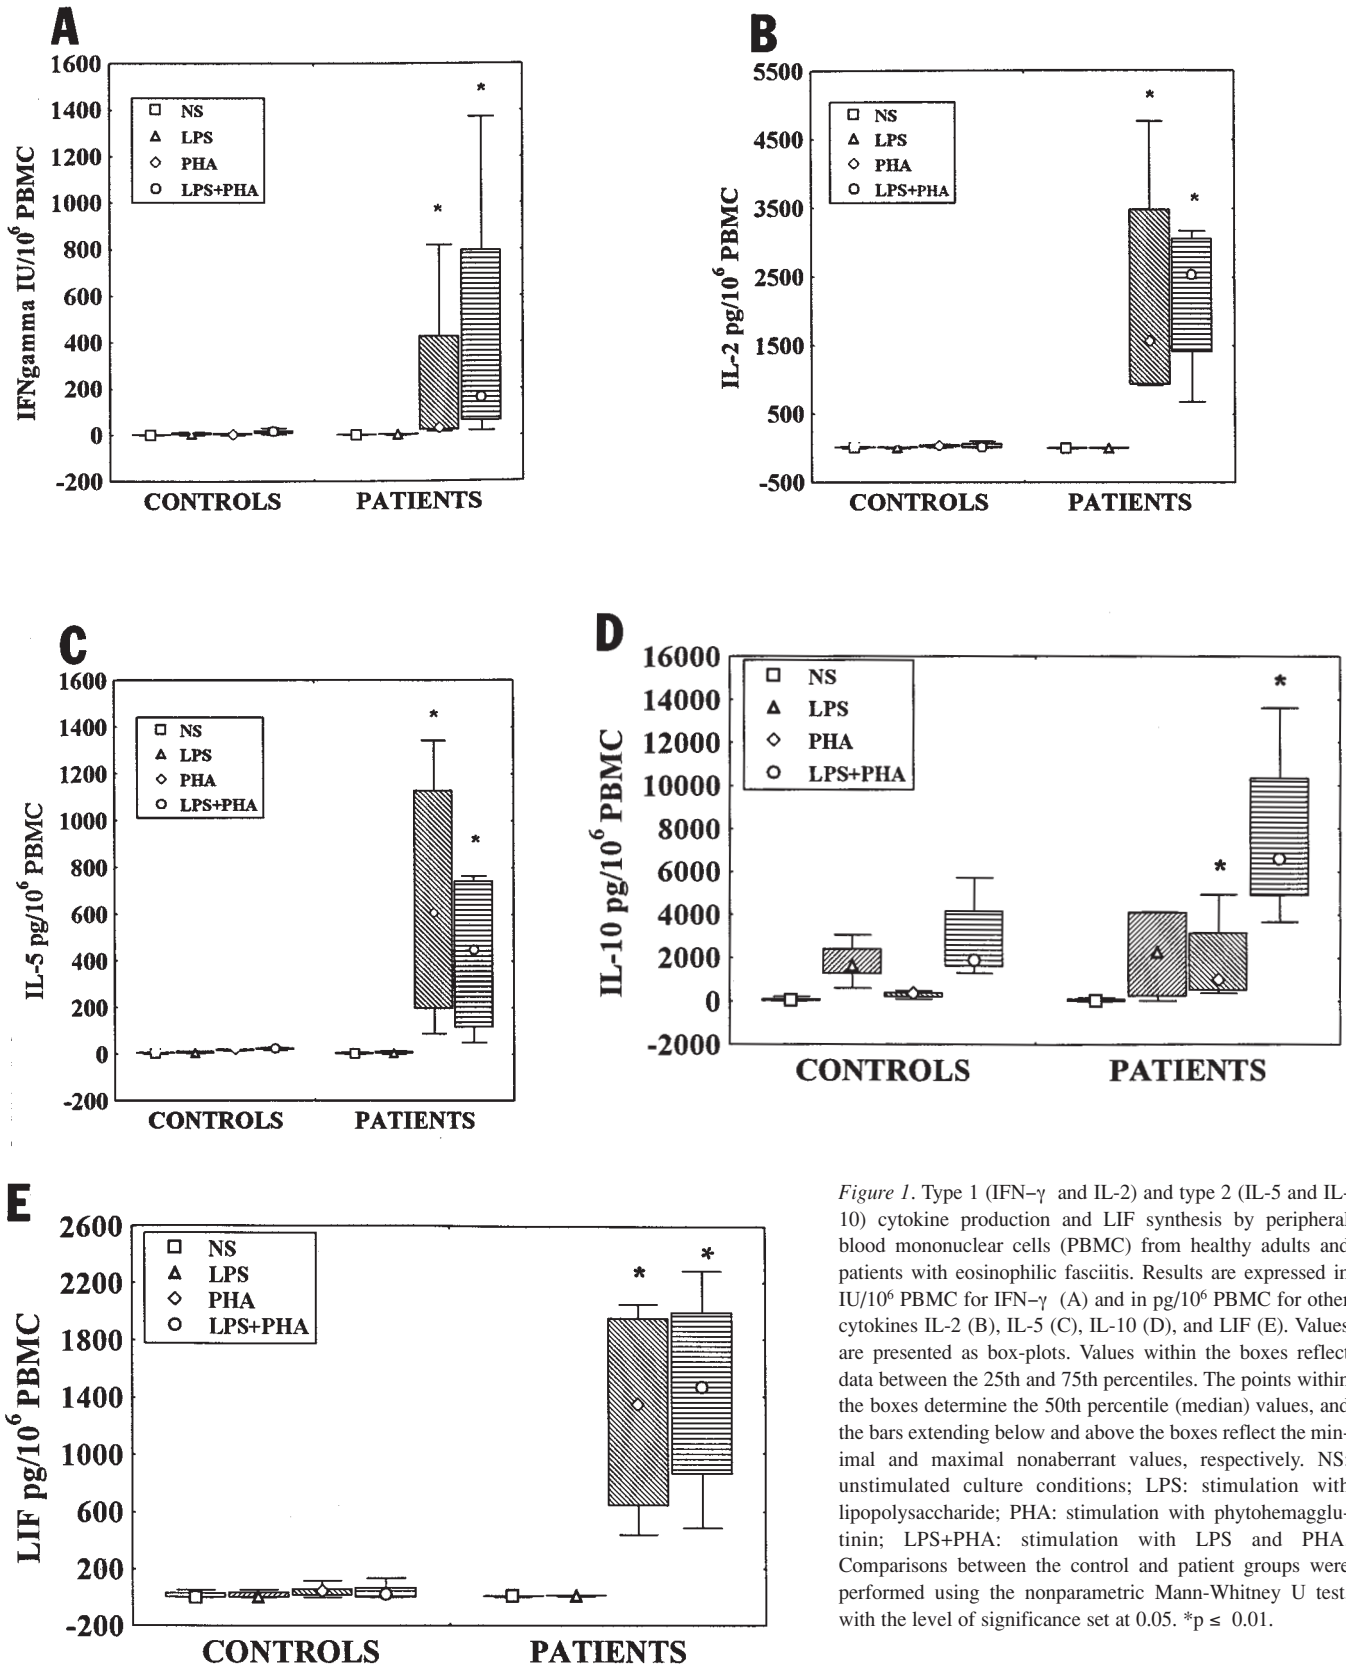 A
1600
1400
1200
1000
800
600
400
200
0
-200
IFNgamma IU/10⁶ PBMC
NS
LPS
PHA
LPS+PHA
*
*
CONTROLS
PATIENTS
B
5500
4500
3500
2500
1500
500
-500
IL-2 pg/10⁶ PBMC
NS
LPS
PHA
LPS+PHA
*
*
CONTROLS
PATIENTS
C
1600
1400
1200
1000
800
600
400
200
0
-200
IL-5 pg/10⁶ PBMC
NS
LPS
PHA
LPS+PHA
*
*
CONTROLS
PATIENTS
D
16000
14000
12000
10000
8000
6000
4000
2000
0
-2000
IL-10 pg/10⁶ PBMC
NS
LPS
PHA
LPS+PHA
*
*
CONTROLS
PATIENTS
E
2600
2200
1800
1400
1000
600
200
-200
LIF pg/10⁶ PBMC
NS
LPS
PHA
LPS+PHA
*
*
CONTROLS
PATIENTS
Figure 1. Type 1 (IFN–γ and IL-2) and type 2 (IL-5 and IL-
10) cytokine production and LIF synthesis by peripheral
blood mononuclear cells (PBMC) from healthy adults and
patients with eosinophilic fasciitis. Results are expressed in
IU/10⁶ PBMC for IFN–γ (A) and in pg/10⁶ PBMC for other
cytokines IL-2 (B), IL-5 (C), IL-10 (D), and LIF (E). Values
are presented as box-plots. Values within the boxes reflect
data between the 25th and 75th percentiles. The points within
the boxes determine the 50th percentile (median) values, and
the bars extending below and above the boxes reflect the min-
imal and maximal nonaberrant values, respectively. NS:
unstimulated culture conditions; LPS: stimulation with
lipopolysaccharide; PHA: stimulation with phytohemagglu-
tinin; LPS+PHA: stimulation with LPS and PHA.
Comparisons between the control and patient groups were
performed using the nonparametric Mann-Whitney U test,
with the level of significance set at 0.05. *p ≤ 0.01.